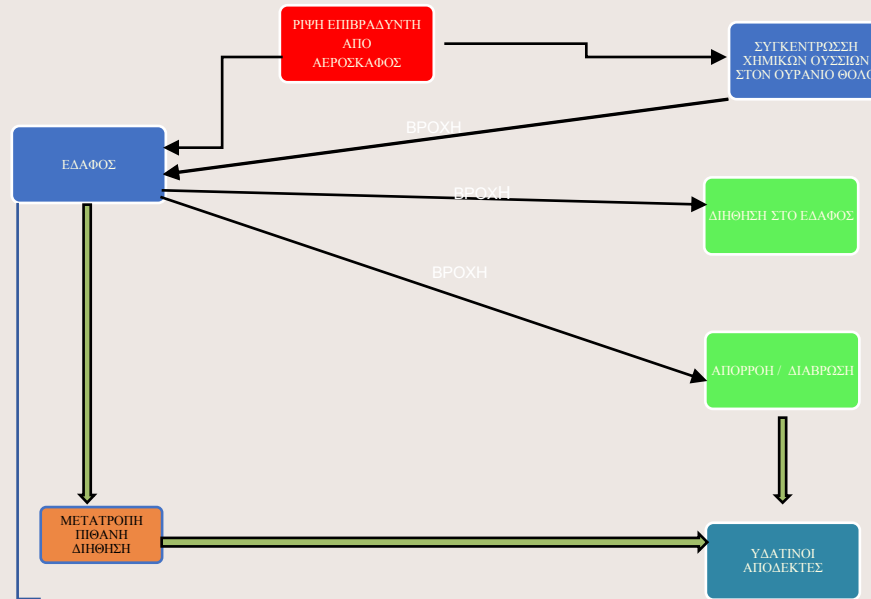 ΡΙΨΗ ΕΠΙΒΡΑΔΥΝΤΗ
ΑΠΟ
ΑΕΡΟΣΚΑΦΟΣ
ΣΥΓΚΕΝΤΡΩΣΣΗ
ΧΗΜΙΚΩΝ ΟΥΣΣΙΩΝ
ΣΤΟΝ ΟΥΡΑΝΙΟ ΘΟΛΟ
ΒΡΟΧΗ
ΕΔΑΦΟΣ
ΒΡΟΧΗ
ΔΙΗΘΗΣΗ ΣΤΟ ΕΔΑΦΟΣ
ΒΡΟΧΗ
ΑΠΟΡΡΟΗ / ΔΙΑΒΡΩΣΗ
ΜΕΤΑΤΡΟΠΗ
ΠΙΘΑΝΗ
ΔΙΗΘΗΣΗ
ΥΔΑΤΙΝΟΙ
ΑΠΟΔΕΚΤΕΣ